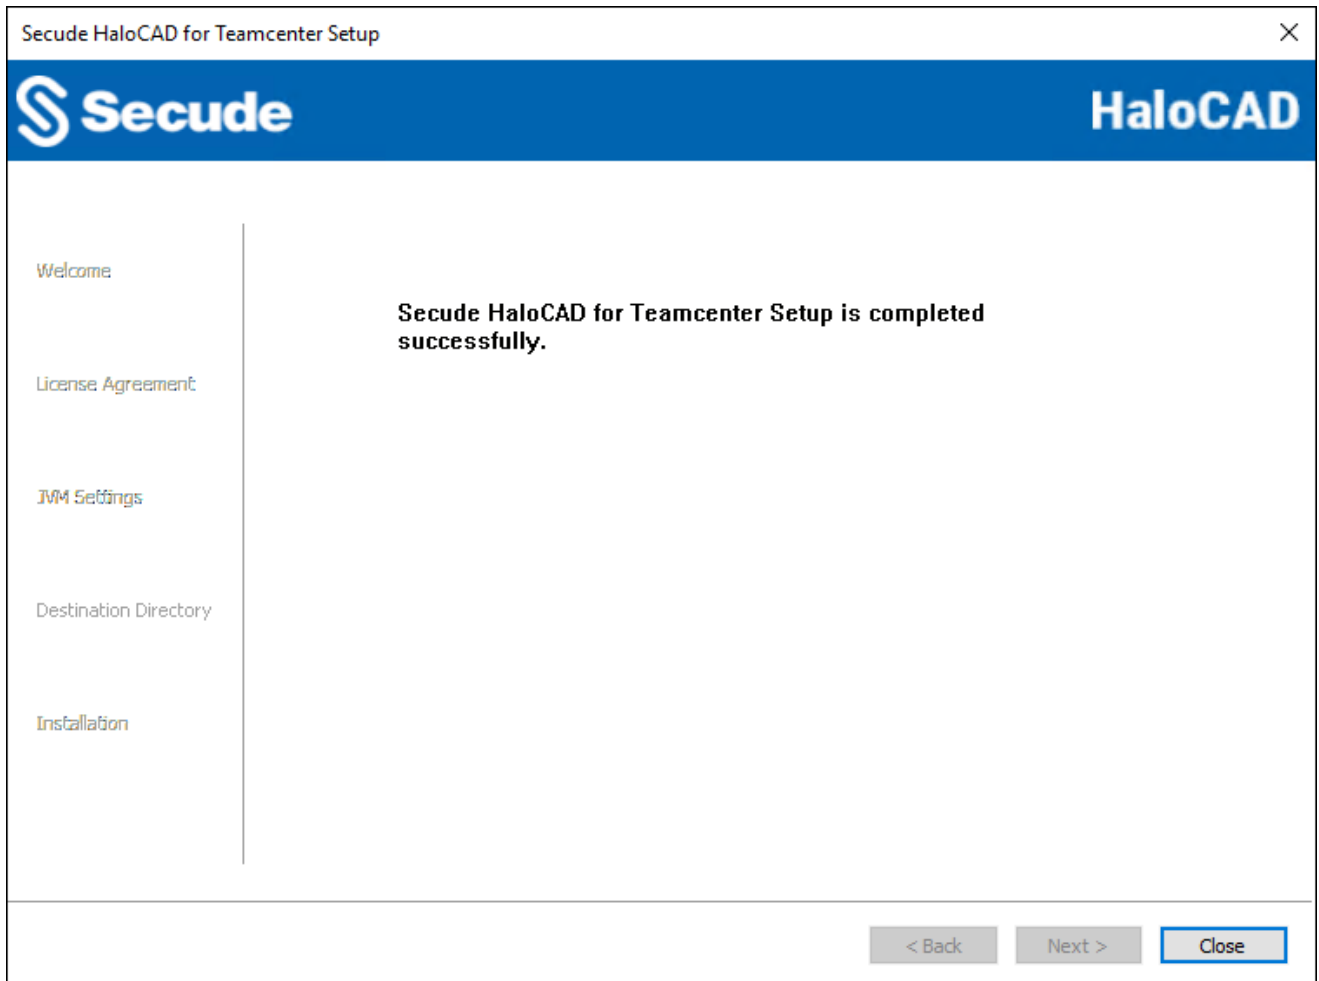 Secude HaloCAD for Teamcenter Setup
Secude
HaloCAD
Welcome
Secude HaloCAD for Teamcenter Setup is completed
successfully.
License Agreement
JVM Settings
Destination Directory
Installation
< Back
Next >
Close